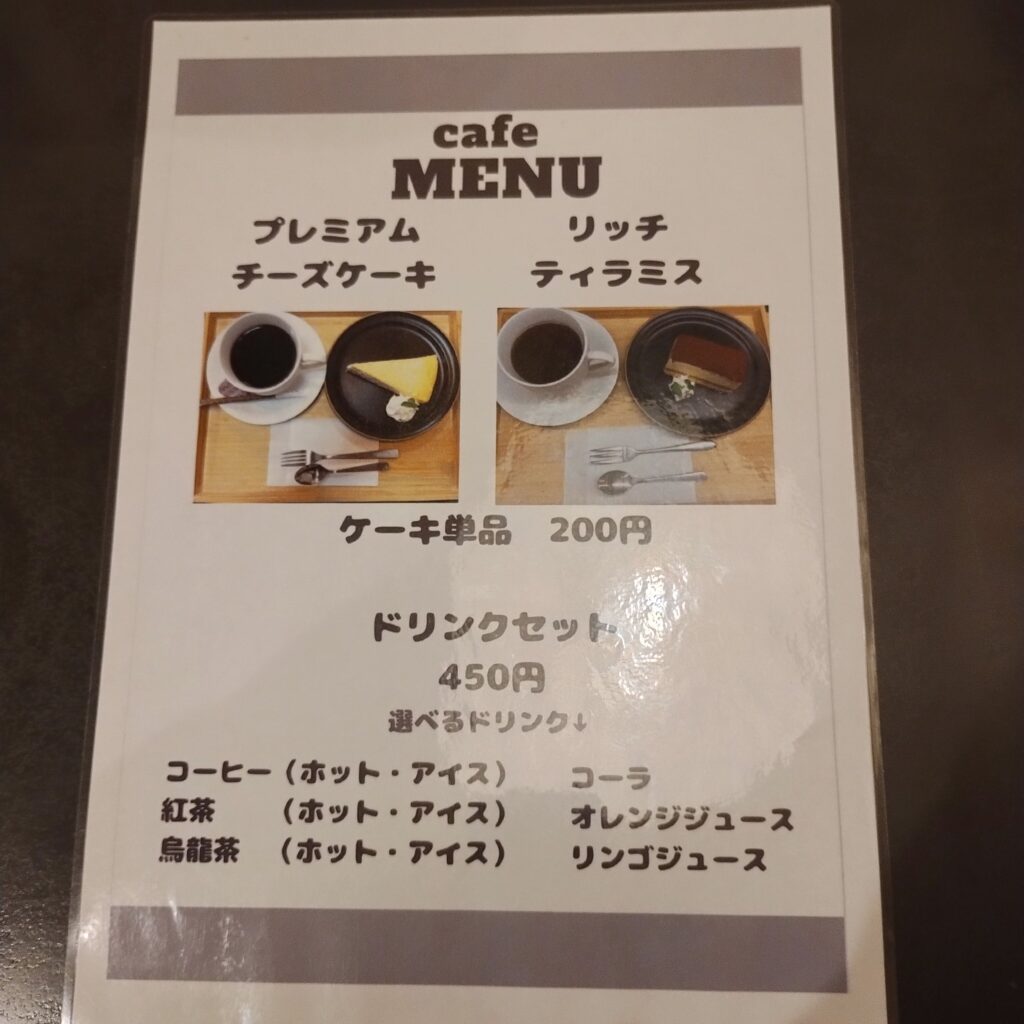 cafe
MENU
プレミアム
チーズケーキ
リッチ
ティラミス
ケーキ単品　200円
ドリンクセット
450円
選べるドリンク↓
コーヒー（ホット・アイス）
紅茶　　（ホット・アイス）
烏龍茶　（ホット・アイス）
コーラ
オレンジジュース
リンゴジュース